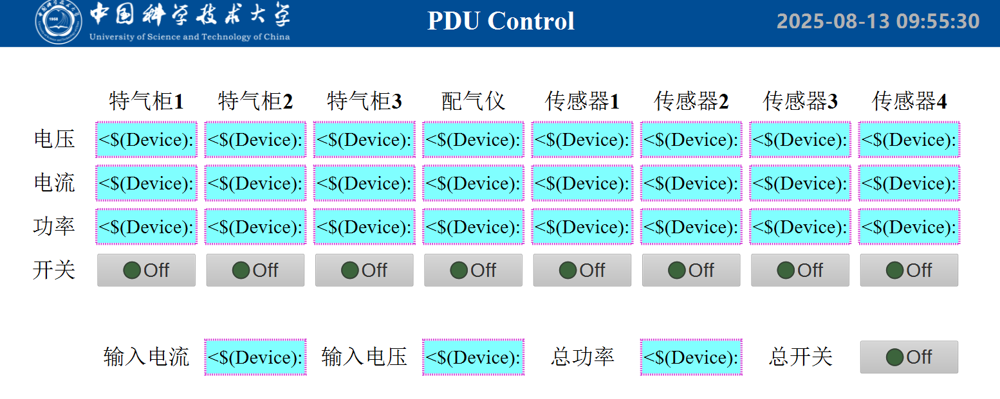 中国科学技术大学
University of Science and Technology of China
PDU Control
2025-08-13 09:55:30
特气柜1 特气柜2 特气柜3 配气仪 传感器1 传感器2 传感器3 传感器4
电压 <$(Device): <$(Device): <$(Device): <$(Device): <$(Device): <$(Device): <$(Device): <$(Device):
电流 <$(Device): <$(Device): <$(Device): <$(Device): <$(Device): <$(Device): <$(Device): <$(Device):
功率 <$(Device): <$(Device): <$(Device): <$(Device): <$(Device): <$(Device): <$(Device): <$(Device):
开关 Off Off Off Off Off Off Off Off
输入电流 <$(Device): 输入电压 <$(Device): 总功率 <$(Device): 总开关 Off